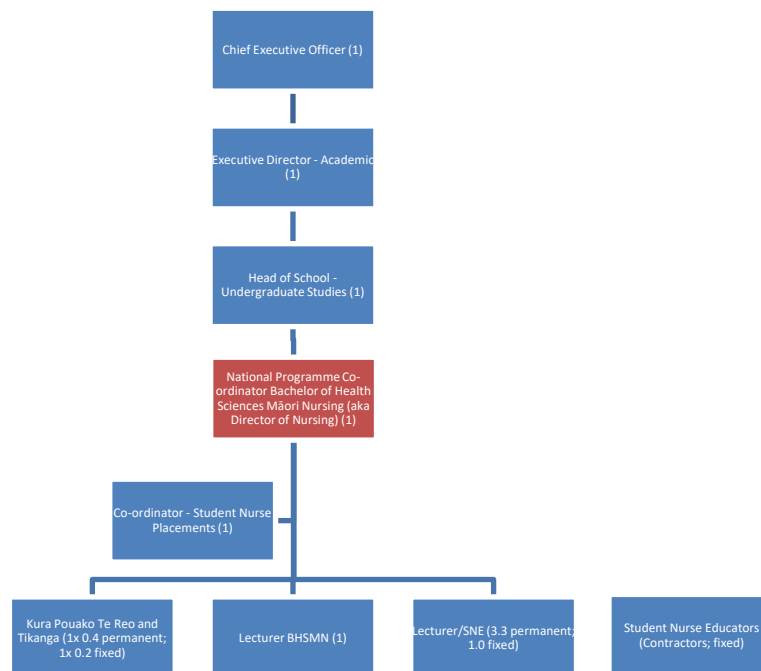 Chief Executive Officer (1)
Executive Director - Academic
(1)
Head of School -
Undergraduate Studies (1)
National Programme Co-
ordinator Bachelor of Health
Sciences Māori Nursing (aka
Director of Nursing) (1)
Co-ordinator - Student Nurse
Placements (1)
Kura Pouako Te Reo and
Tikanga (1x 0.4 permanent;
1x 0.2 fixed)
Lecturer BHSMN (1)
Lecturer/SNE (3.3 permanent;
1.0 fixed)
Student Nurse Educators
(Contractors; fixed)